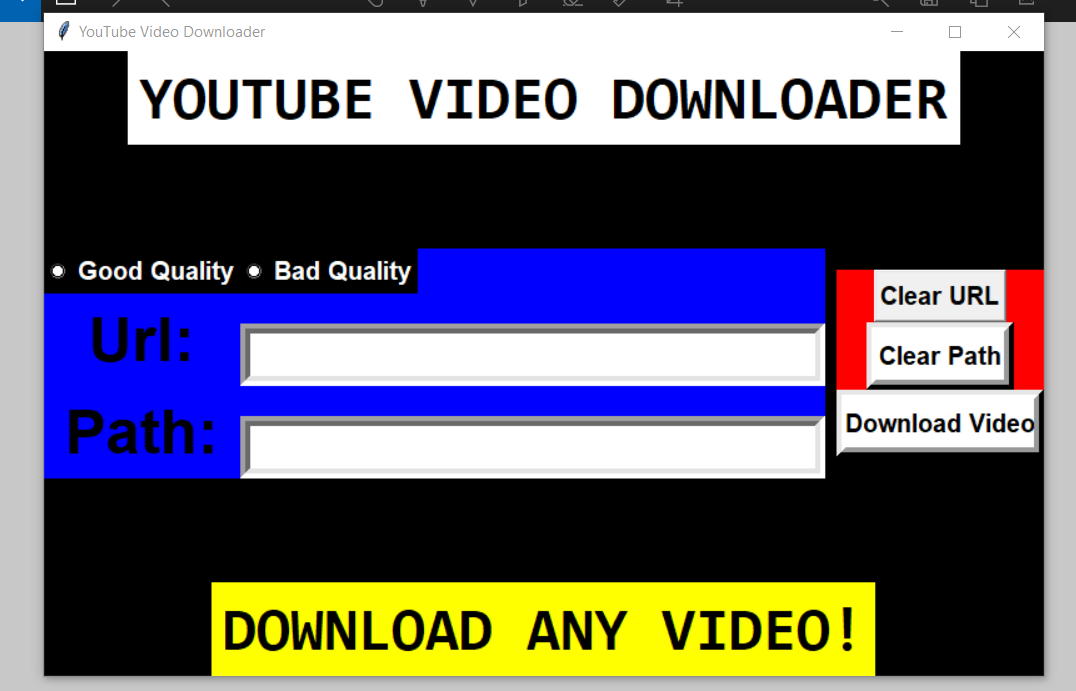 YouTube Video Downloader
YOUTUBE VIDEO DOWNLOADER
Good Quality Bad Quality
Clear URL
Url:
Clear Path
Path:
Download Video
DOWNLOAD ANY VIDEO!